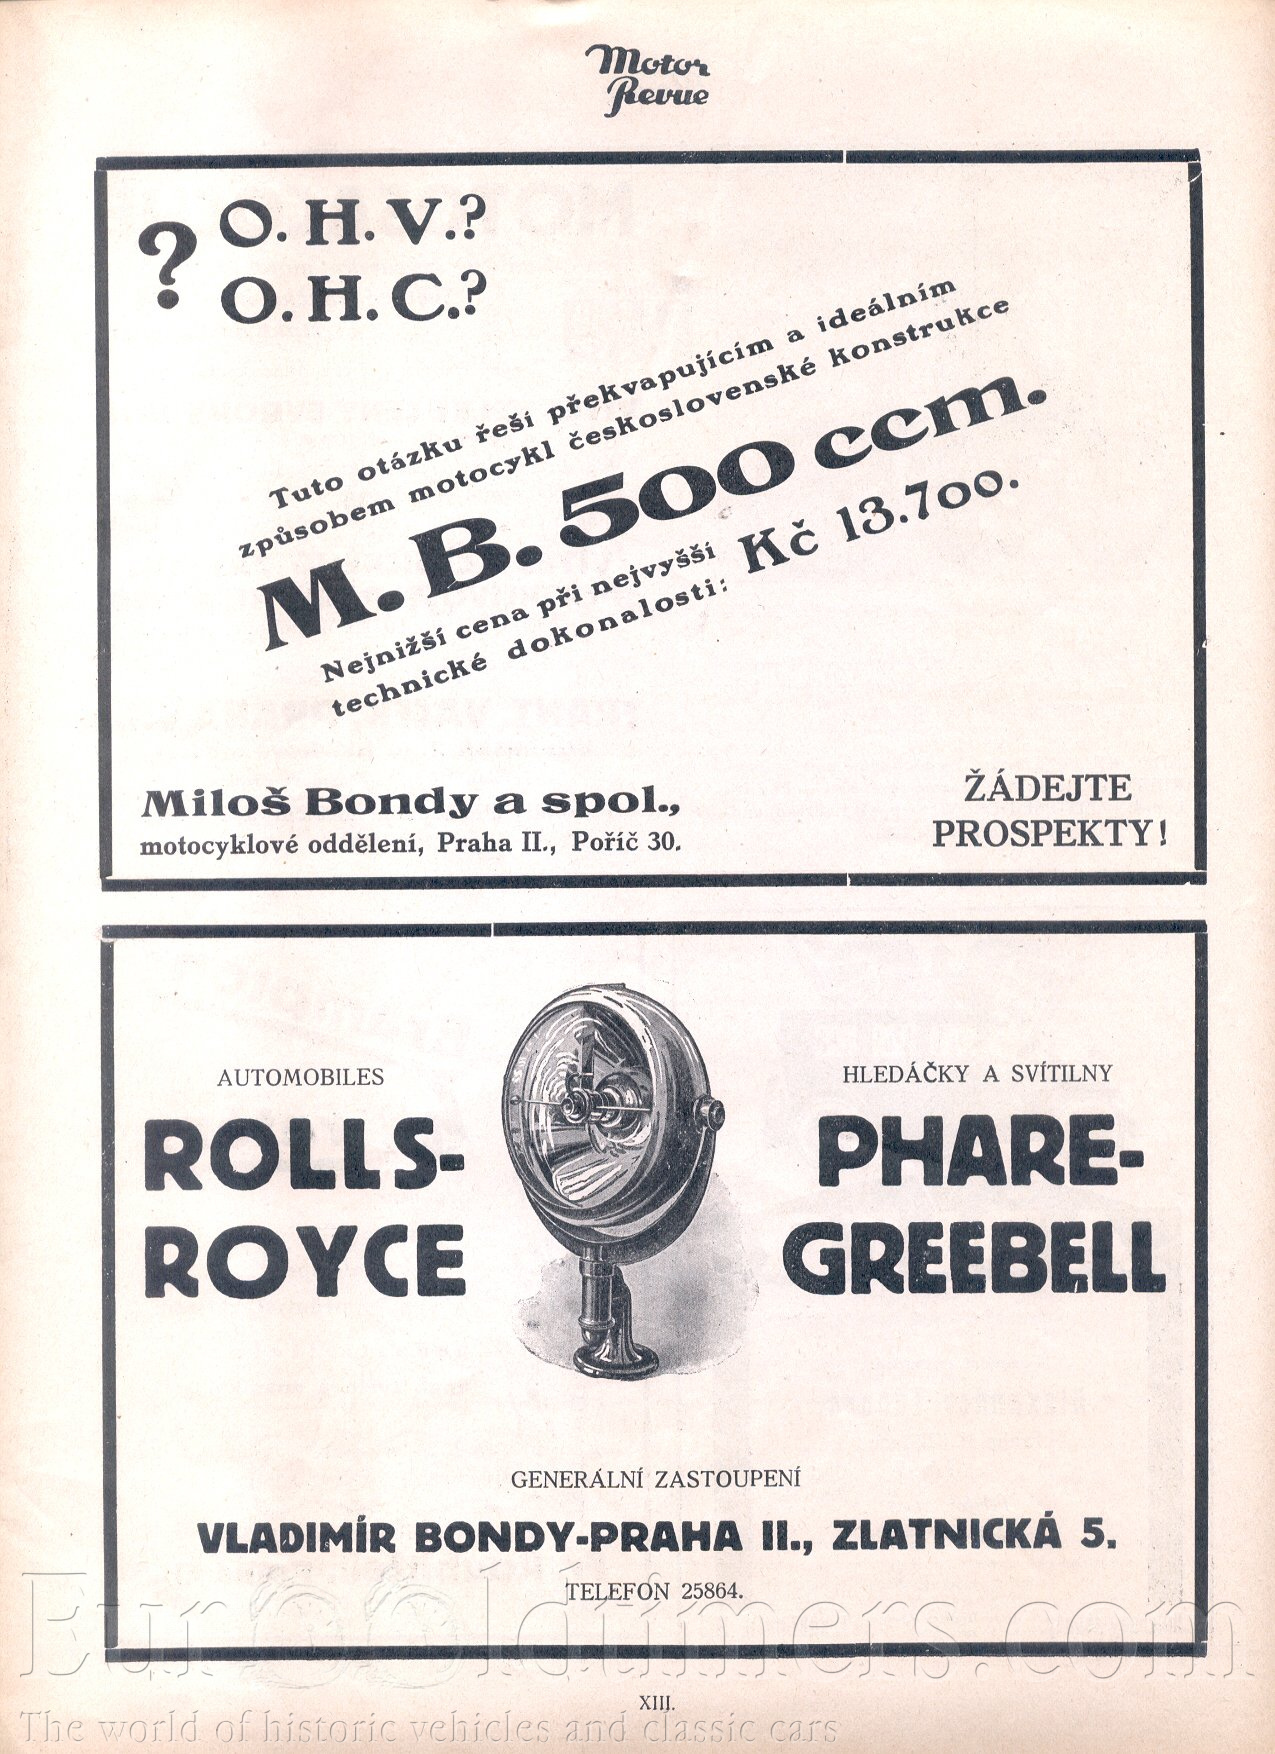 Motor
Revue
? O. H. V.?
O. H. C.?
Tuto otázku řeší překvapujícím a ideálním
způsobem motocykl československé konstrukce
M. B. 500 ccm.
Nejnižší cena při nejvyšší
technické dokonalosti: Kč 13.700.
Miloš Bondy a spol.,
motocyklové oddělení, Praha II., Poříč 30.
ŽÁDEJTE
PROSPEKTY!
AUTOMOBILES
ROLLS-
ROYCE
HLEDÁČKY A SVÍTILNY
PHARE-
GREEBELL
GENERÁLNÍ ZASTOUPENÍ
VLADIMÍR BONDY-PRAHA II., ZLATNICKÁ 5.
TELEFON 25864.
XIII.
Eurooldtimers.com
The world of historic vehicles and classic cars